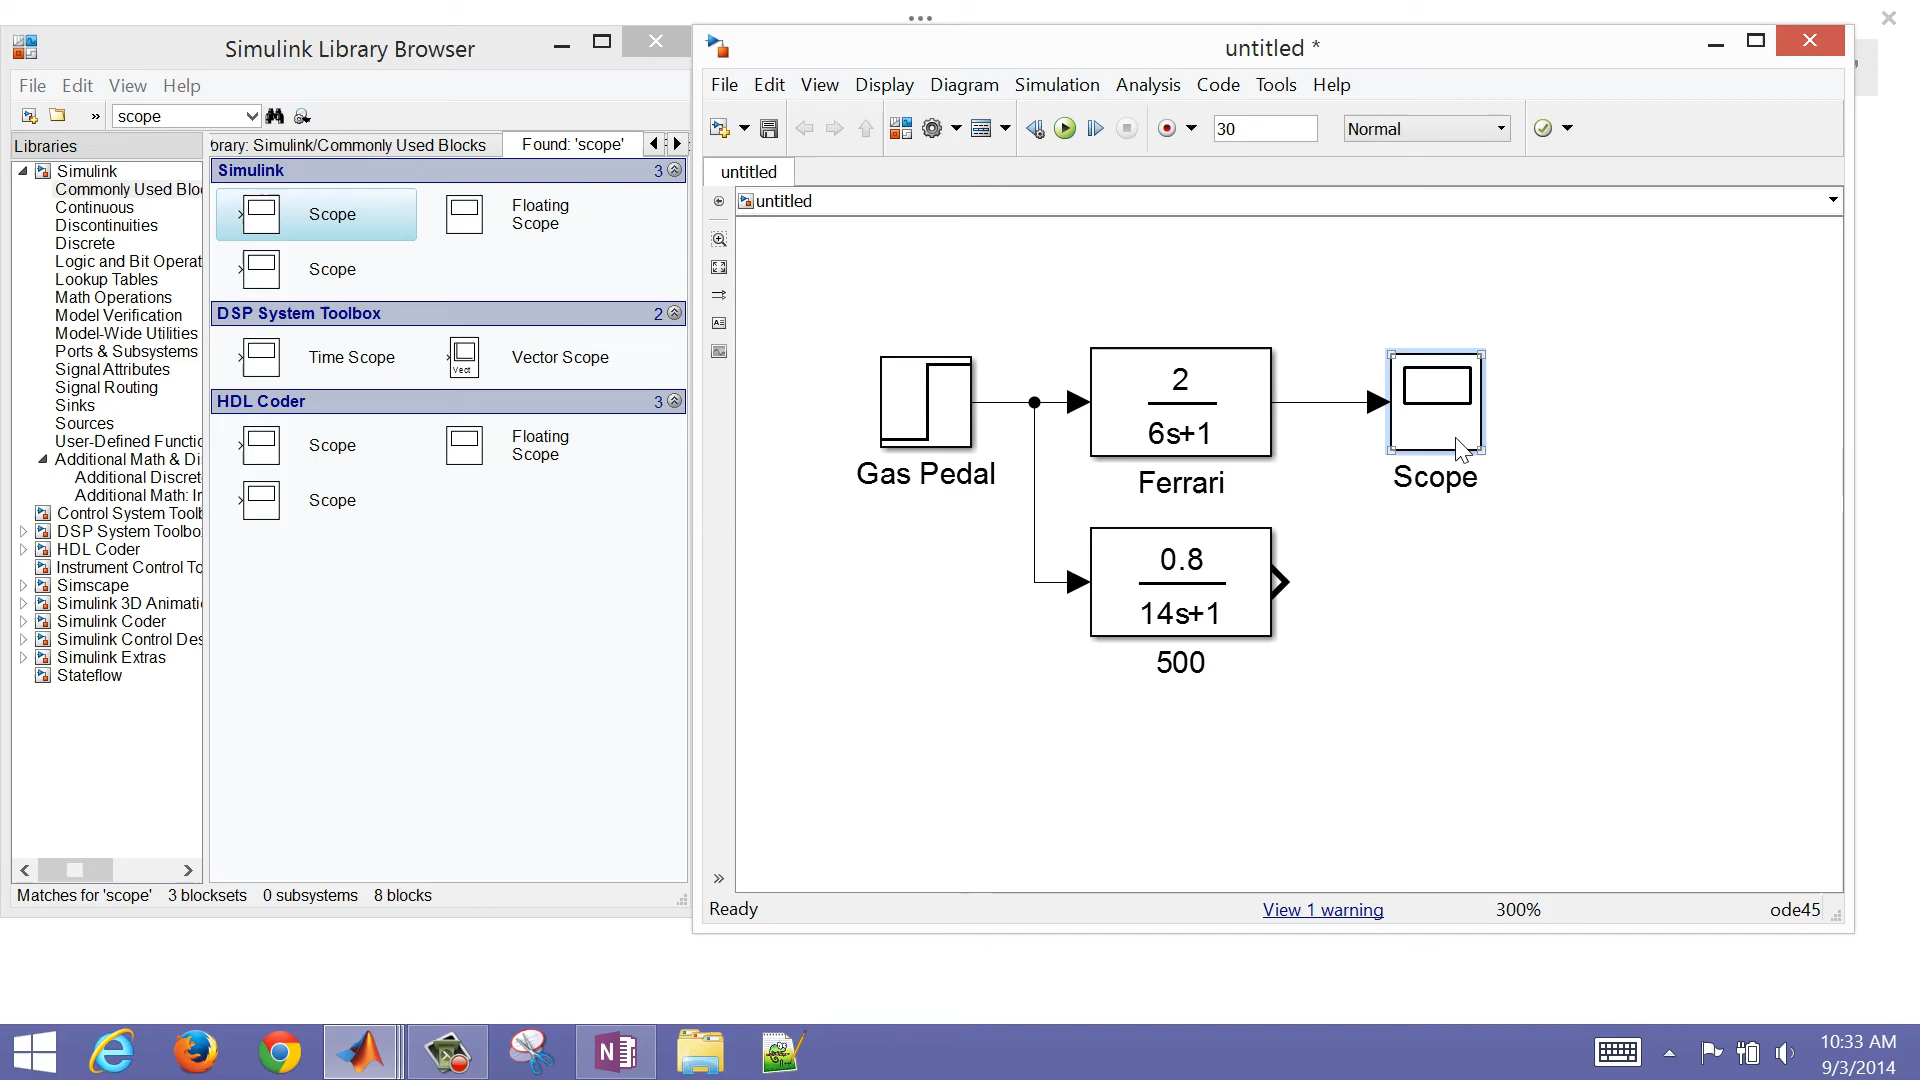 Simulink Library Browser
File Edit View Help
» scope
Libraries
Simulink
Commonly Used Bloc
Continuous
Discontinuities
Discrete
Logic and Bit Operat
Lookup Tables
Math Operations
Model Verification
Model-Wide Utilities
Ports & Subsystems
Signal Attributes
Signal Routing
Sinks
Sources
User-Defined Functic
Additional Math & Di
Additional Discret
Additional Math: Ir
Control System Toolb
DSP System Toolbo
HDL Coder
Instrument Control To
Simscape
Simulink 3D Animati
Simulink Coder
Simulink Control Des
Simulink Extras
Stateflow
brary: Simulink/Commonly Used Blocks
Found: 'scope'
Simulink 3
Scope
Floating
Scope
Scope
DSP System Toolbox 2
Time Scope
Vect
Vector Scope
HDL Coder 3
Scope
Floating
Scope
Scope
Matches for 'scope' 3 blocksets 0 subsystems 8 blocks
untitled *
File Edit View Display Diagram Simulation Analysis Code Tools Help
30
Normal
untitled
untitled
Gas Pedal
2
6s+1
Ferrari
Scope
0.8
14s+1
500
»
Ready
View 1 warning
300%
ode45
10:33 AM
9/3/2014